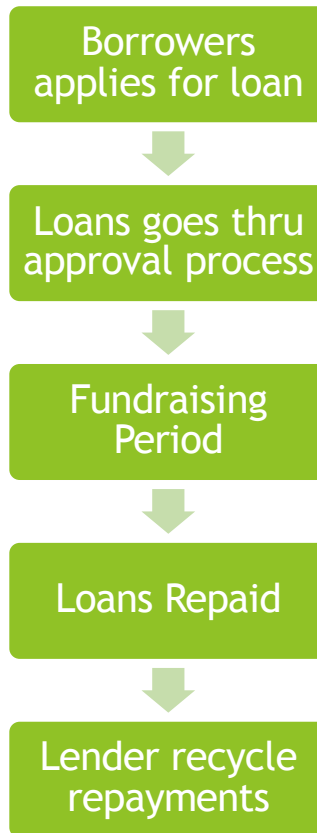 Borrowers
applies for loan
Loans goes thru
approval process
Fundraising
Period
Loans Repaid
Lender recycle
repayments